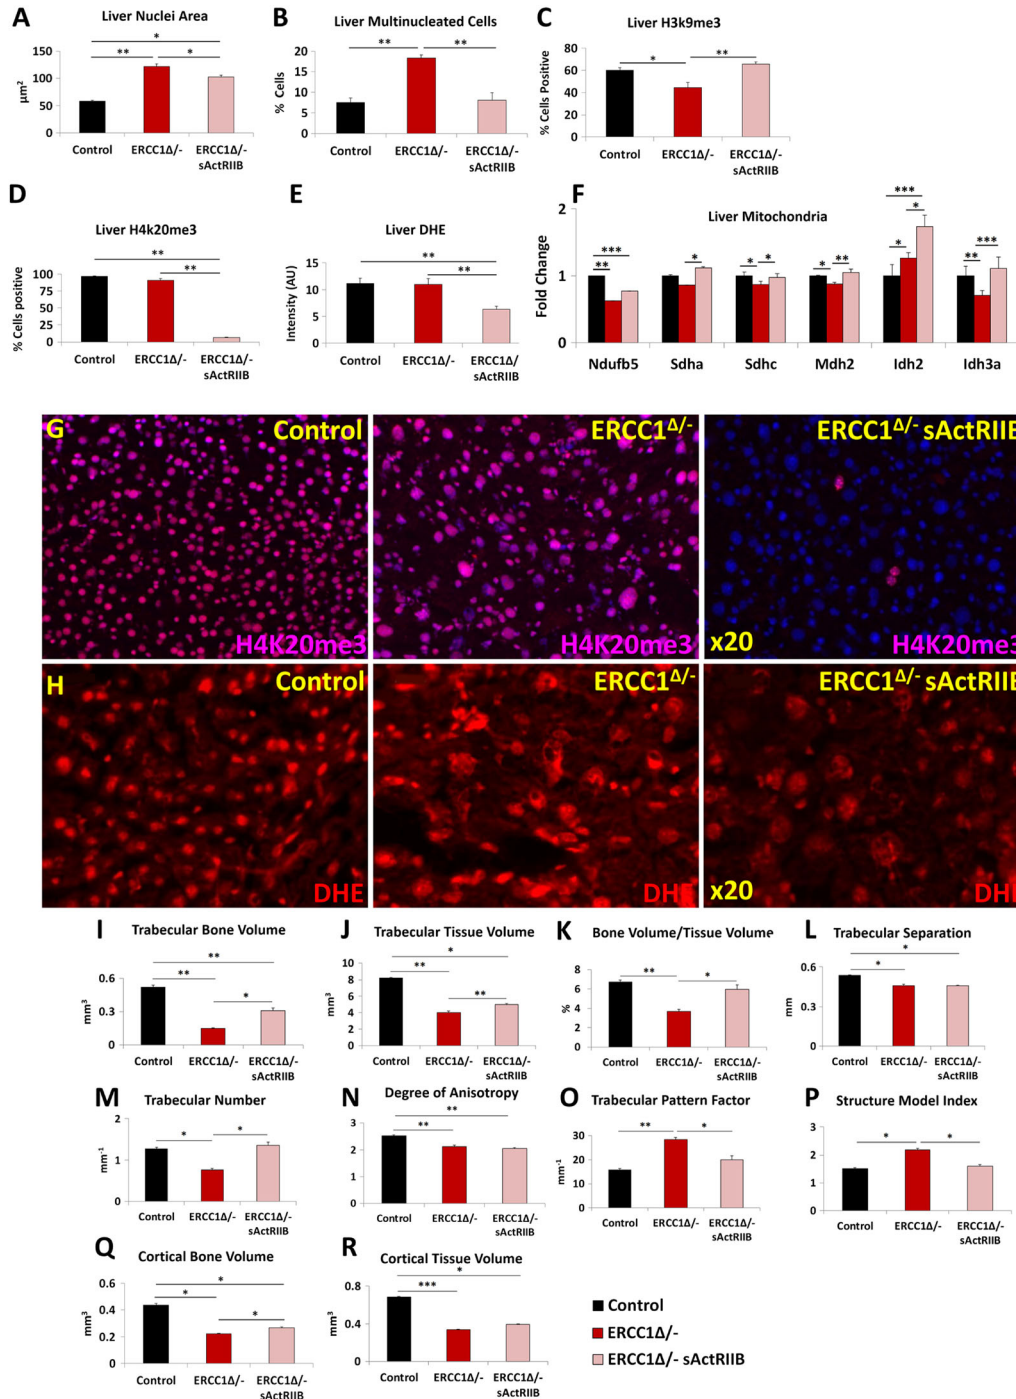 A
Liver Nuclei Area
µm²
150
100
50
0
*
**
*
Control
ERCC1Δ/-
ERCC1Δ/-
sActRIIB
B
Liver Multinucleated Cells
% Cells
20
15
10
5
0
**
**
Control
ERCC1Δ/-
ERCC1Δ/-
sActRIIB
C
Liver H3k9me3
% Cells Positive
80
60
40
20
0
*
**
Control
ERCC1Δ/-
ERCC1Δ/-
sActRIIB
D
Liver H4k20me3
% Cells positive
100
75
50
25
0
**
**
Control
ERCC1Δ/-
ERCC1Δ/-
sActRIIB
E
Liver DHE
Intensity (AU)
15
10
5
0
**
**
Control
ERCC1Δ/-
ERCC1Δ/
sActRIIB
F
Liver Mitochondria
Fold Change
2
1
0
***
**
*
*
*
*
**
***
*
*
**
***
Ndufb5
Sdha
Sdhc
Mdh2
Idh2
Idh3a
G
Control
H4K20me3
ERCC1Δ/-
H4K20me3
ERCC1Δ/- sActRIIB
x20
H4K20me3
H
Control
DHE
ERCC1Δ/-
DHE
ERCC1Δ/- sActRIIB
x20
DHE
I
Trabecular Bone Volume
mm³
0.6
0.3
0
**
**
*
Control
ERCC1Δ/-
ERCC1Δ/-
sActRIIB
J
Trabecular Tissue Volume
mm³
10
8
6
4
2
0
*
**
**
Control
ERCC1Δ/-
ERCC1Δ/-
sActRIIB
K
Bone Volume/Tissue Volume
%
8
6
4
2
0
**
*
Control
ERCC1Δ/-
ERCC1Δ/-
sActRIIB
L
Trabecular Separation
mm
0.6
0.3
0
*
*
Control
ERCC1Δ/-
ERCC1Δ/-
sActRIIB
M
Trabecular Number
mm⁻¹
2
1
0
*
*
Control
ERCC1Δ/-
ERCC1Δ/-
sActRIIB
N
Degree of Anisotropy
3
2
1
0
**
**
Control
ERCC1Δ/-
ERCC1Δ/-
sActRIIB
O
Trabecular Pattern Factor
mm⁻¹
30
20
10
0
**
*
Control
ERCC1Δ/-
ERCC1Δ/-
sActRIIB
P
Structure Model Index
3
2
1
0
*
*
Control
ERCC1Δ/-
ERCC1Δ/-
sActRIIB
Q
Cortical Bone Volume
mm³
0.6
0.4
0.2
0
*
*
*
Control
ERCC1Δ/-
ERCC1Δ/-
sActRIIB
R
Cortical Tissue Volume
mm³
0.8
0.4
0
*
***
Control
ERCC1Δ/-
ERCC1Δ/-
sActRIIB
Control
ERCC1Δ/-
ERCC1Δ/- sActRIIB